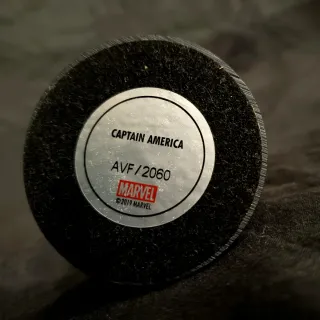 CAPTAIN AMERICA
AVF/2060
MARVEL
© 2019 MARVEL